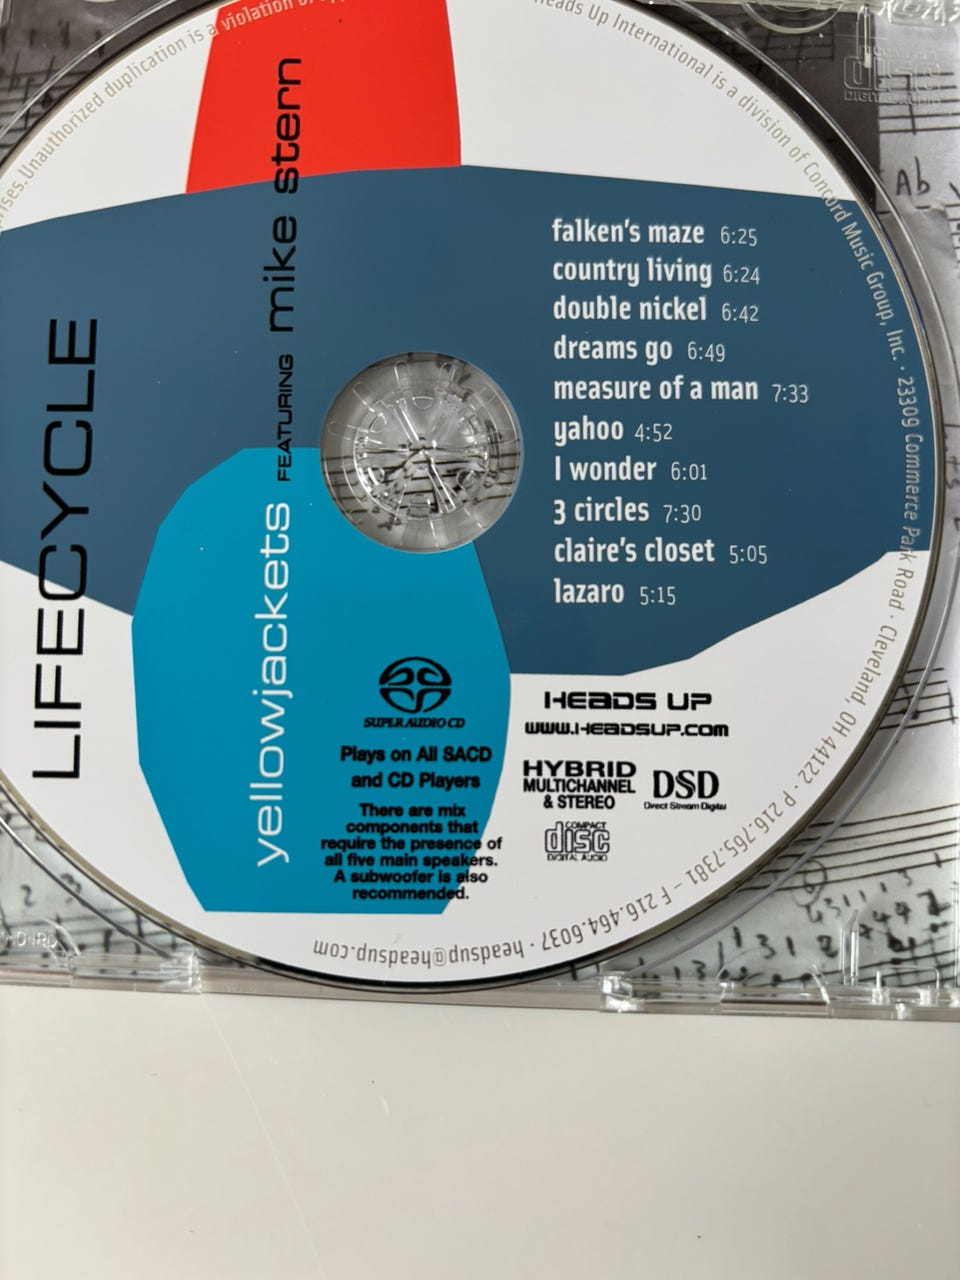 Unauthorized duplication is a violation of
Heads Up International is a division of Concord Music Group, Inc. · 23309 Commerce Park Road · Cleveland, OH 44122 · P 216.765.7381 – F 216.464.6037 · headsup@headsup.com
LIFECYCLE
yellowjackets FEATURING mike stern
falken's maze 6:25
country living 6:24
double nickel 6:42
dreams go 6:49
measure of a man 7:33
yahoo 4:52
I wonder 6:01
3 circles 7:30
claire's closet 5:05
lazaro 5:15
SUPER AUDIO CD
Plays on All SACD
and CD Players
There are mix
components that
require the presence of
all five main speakers.
A subwoofer is also
recommended.
HEADS UP
WWW.HEADSUP.COM
HYBRID
MULTICHANNEL
& STEREO
DSD
Direct Stream Digital
COMPACT
disc
DIGITAL AUDIO
Ab